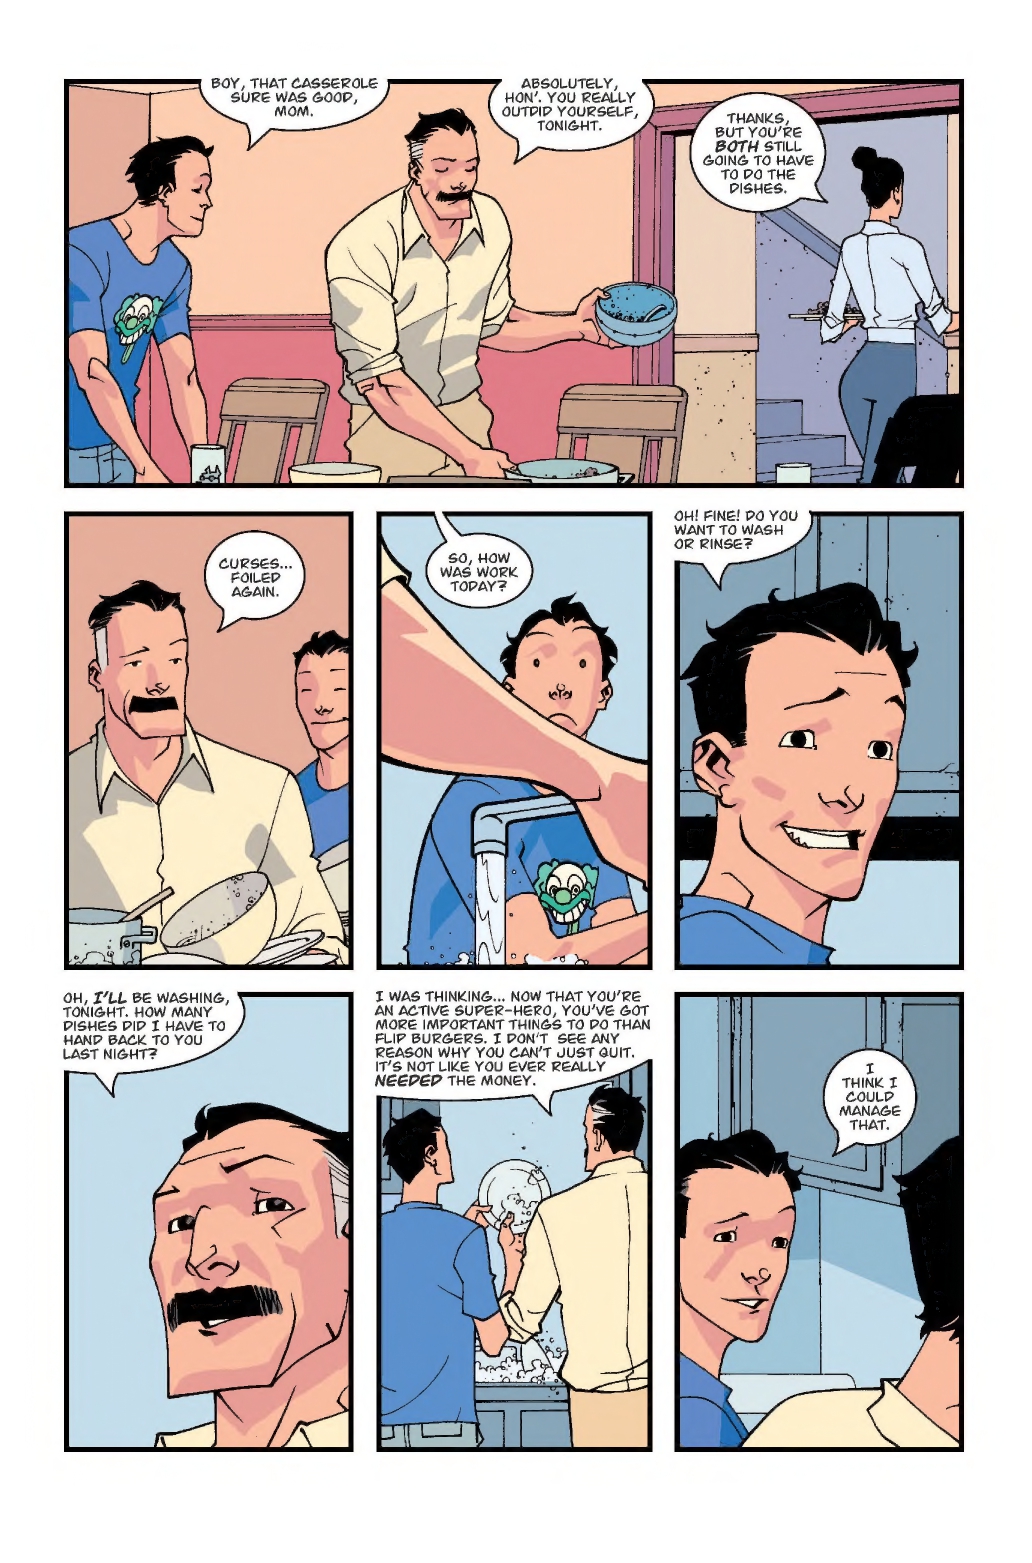 BOY, THAT CASSEROLE
SURE WAS GOOD,
MOM.
ABSOLUTELY,
HON'. YOU REALLY
OUTDID YOURSELF,
TONIGHT.
THANKS,
BUT YOU'RE
BOTH STILL
GOING TO HAVE
TO DO THE
DISHES.
CURSES...
FOILED
AGAIN.
SO, HOW
WAS WORK
TODAY?
OH! FINE! DO YOU
WANT TO WASH
OR RINSE?
OH, I'LL BE WASHING,
TONIGHT. HOW MANY
DISHES DID I HAVE TO
HAND BACK TO YOU
LAST NIGHT?
I WAS THINKING... NOW THAT YOU'RE
AN ACTIVE SUPER-HERO, YOU'VE GOT
MORE IMPORTANT THINGS TO DO THAN
FLIP BURGERS. I DON'T SEE ANY
REASON WHY YOU CAN'T JUST QUIT.
IT'S NOT LIKE YOU EVER REALLY
NEEDED THE MONEY.
I
THINK I
COULD
MANAGE
THAT.